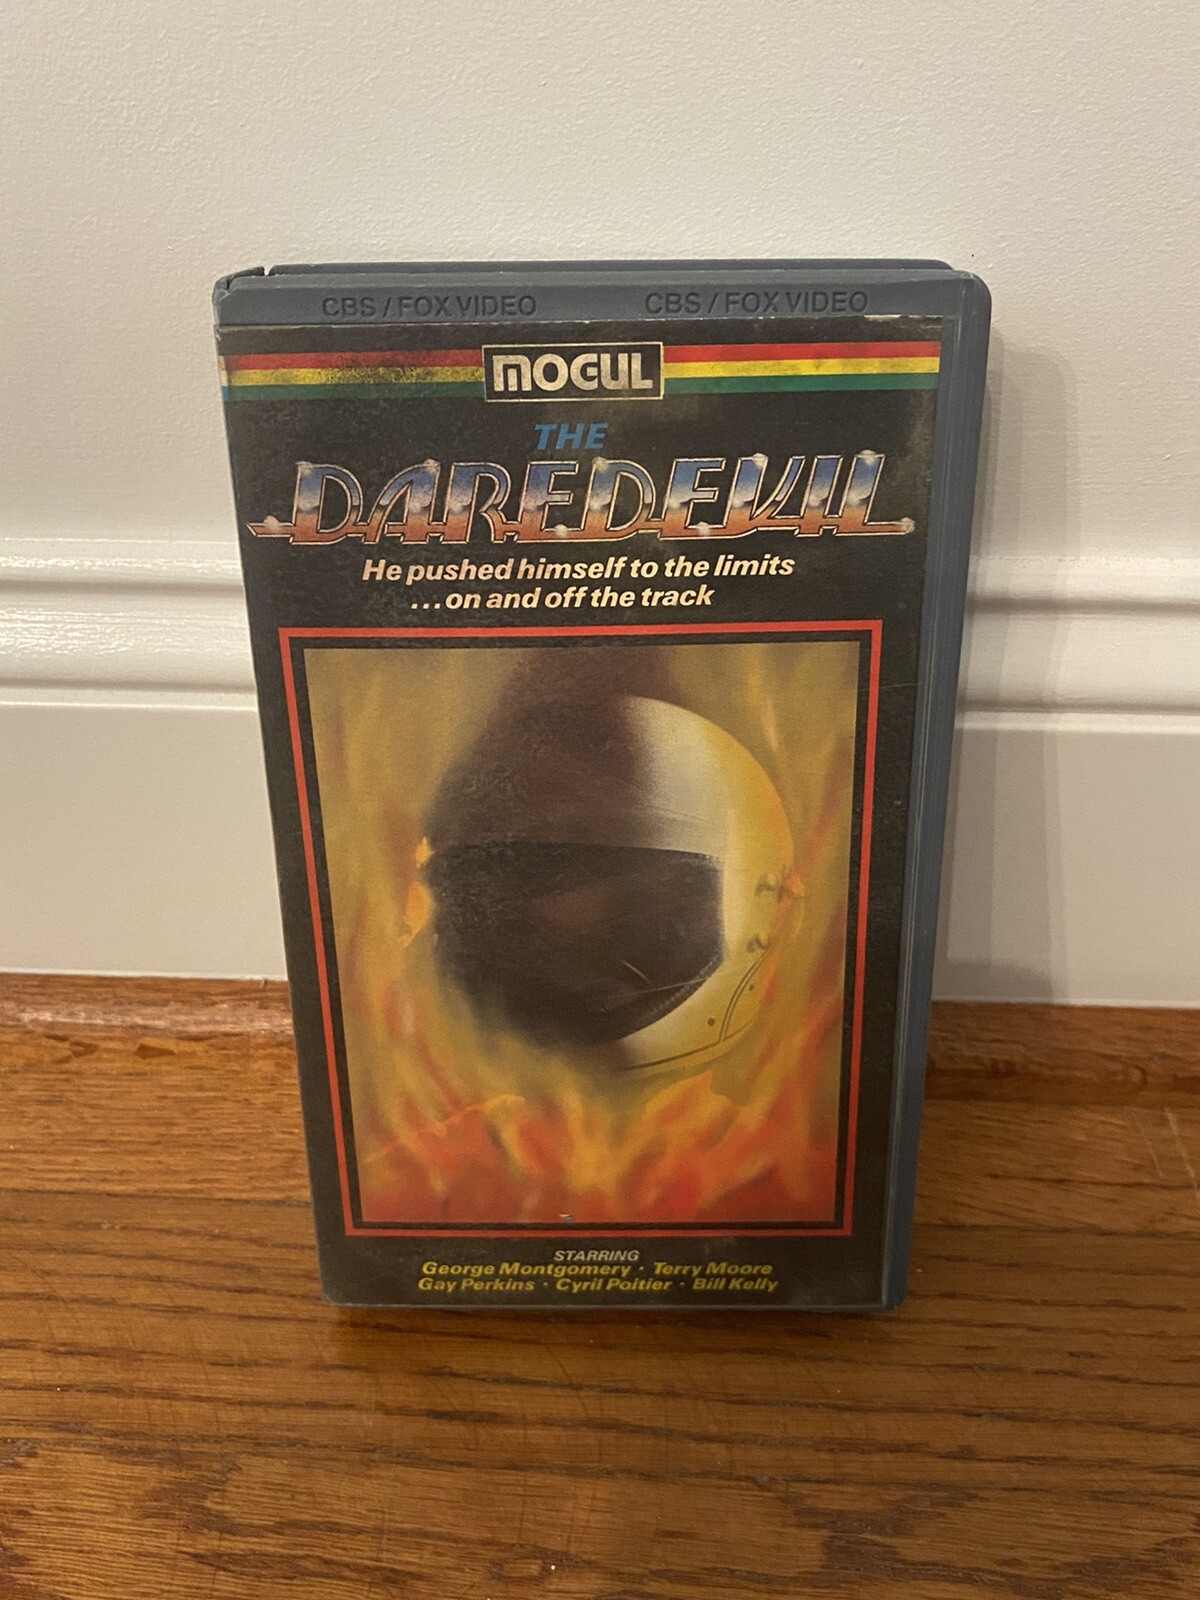 CBS / FOX VIDEO CBS / FOX VIDEO
MOGUL
THE
DAREDEVIL
He pushed himself to the limits
...on and off the track
STARRING
George Montgomery · Terry Moore
Gay Perkins · Cyril Poitier · Bill Kelly